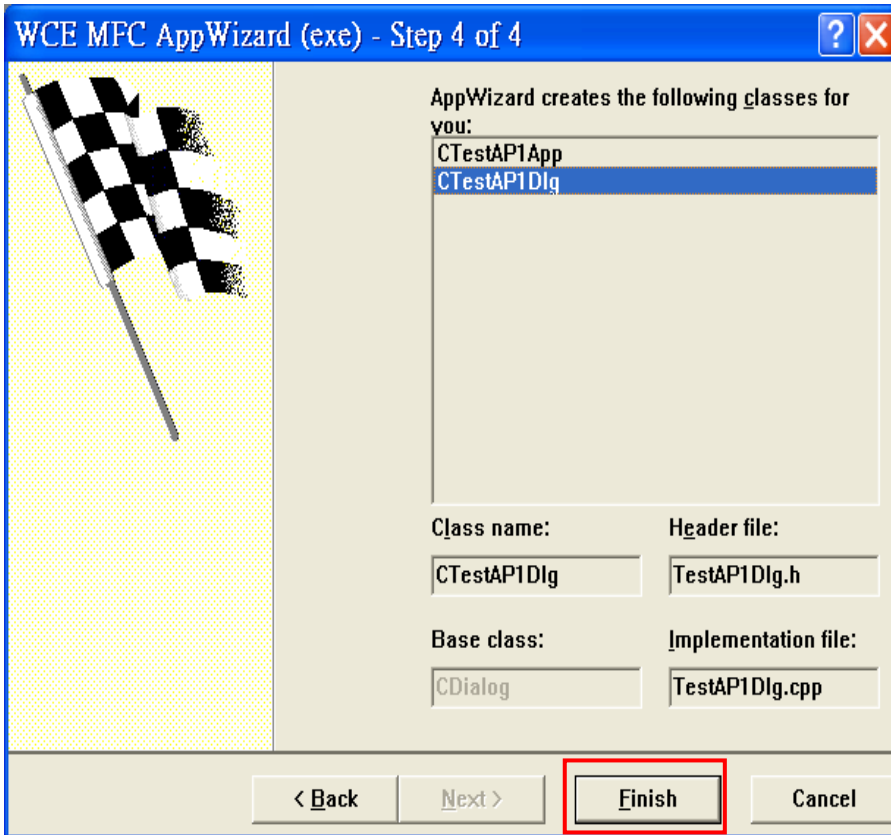 WCE MFC AppWizard (exe) - Step 4 of 4
AppWizard creates the following classes for
you:
CTestAP1App
CTestAP1Dlg
Class name:
Header file:
CTestAP1Dlg
TestAP1Dlg.h
Base class:
Implementation file:
CDialog
TestAP1Dlg.cpp
< Back
Next >
Finish
Cancel